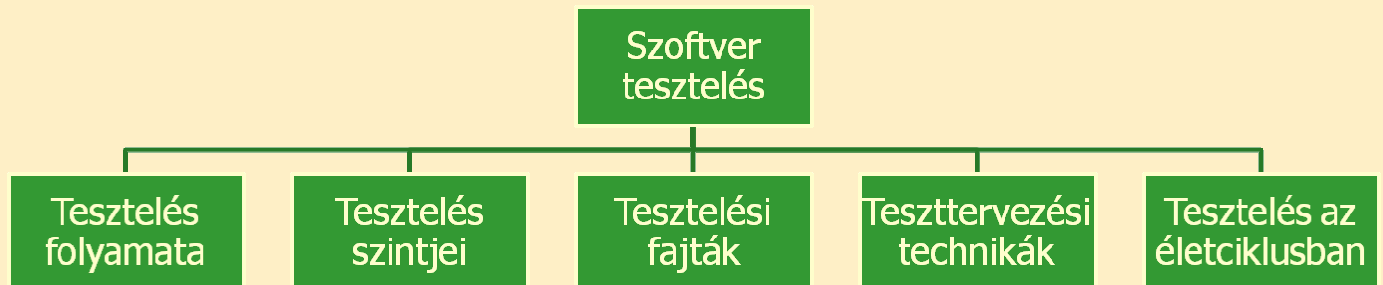 Szoftver
tesztelés
Tesztelés
folyamata
Tesztelés
szintjei
Tesztelési
fajták
Teszttervezési
technikák
Tesztelés az
életciklusban